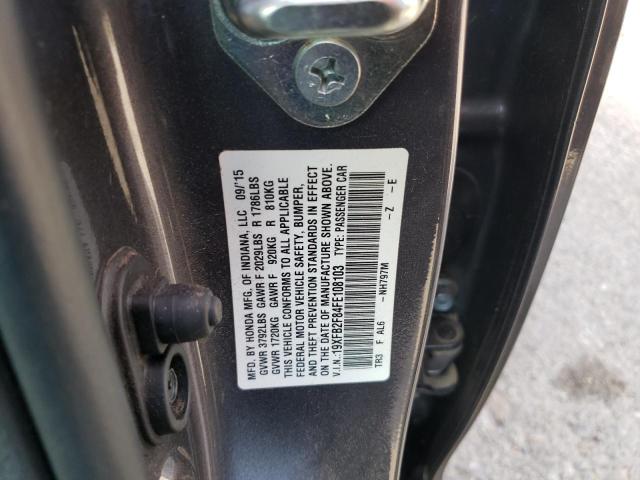 MFD. BY HONDA MFG. OF INDIANA, LLC 09/'15
GVWR 3792LBS GAWR F 2029LBS R 1786LBS
GVWR 1720KG GAWR F 920KG R 810KG
THIS VEHICLE CONFORMS TO ALL APPLICABLE
FEDERAL MOTOR VEHICLE SAFETY, BUMPER,
AND THEFT PREVENTION STANDARDS IN EFFECT
ON THE DATE OF MANUFACTURE SHOWN ABOVE.
V.I.N.:19XFB2F84FE108103 TYPE: PASSENGER CAR
TR3 F AL6 -NH797M -Z -E